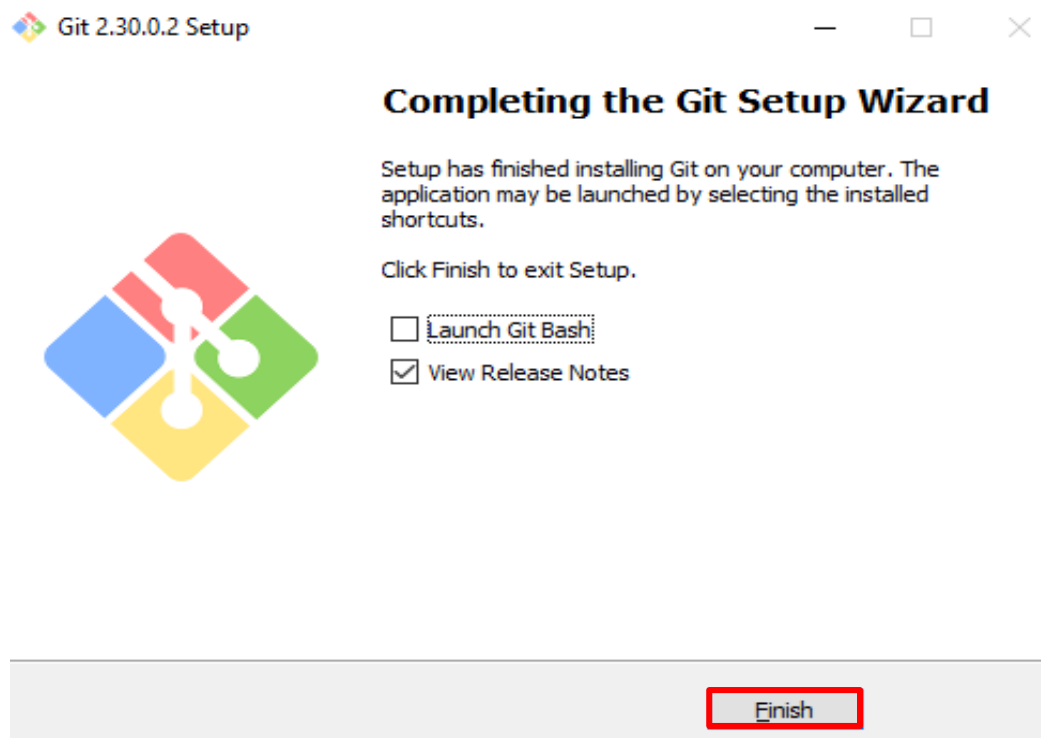 Git 2.30.0.2 Setup
Completing the Git Setup Wizard
Setup has finished installing Git on your computer. The
application may be launched by selecting the installed
shortcuts.
Click Finish to exit Setup.
Launch Git Bash
View Release Notes
Finish